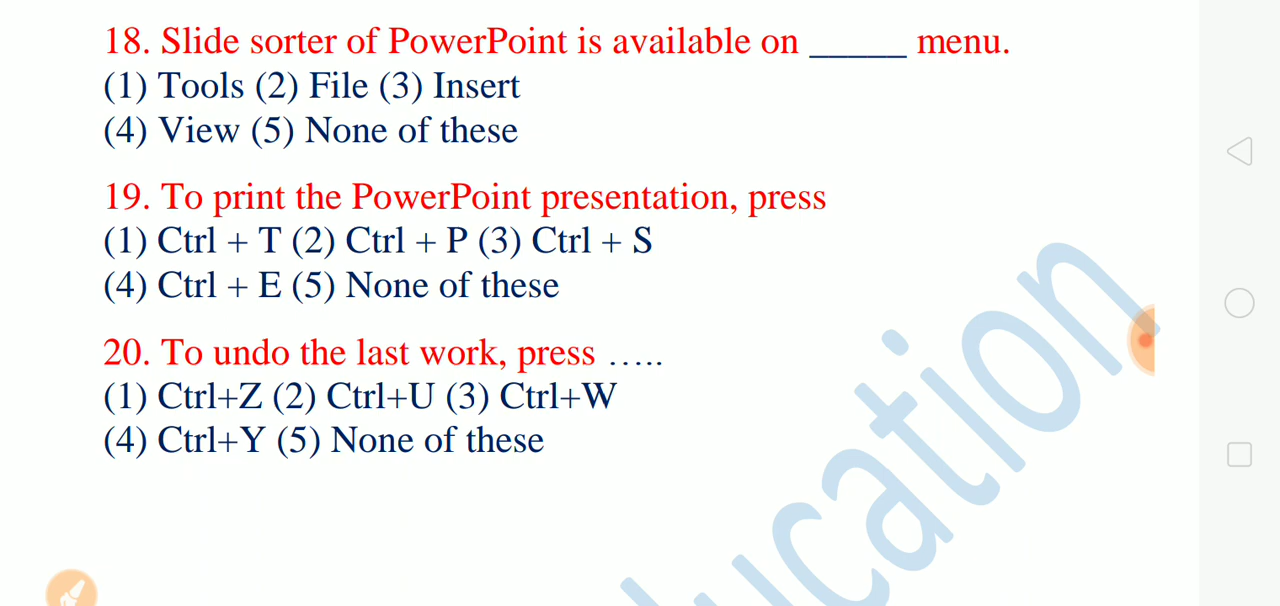 18. Slide sorter of PowerPoint is available on _____ menu.
(1) Tools (2) File (3) Insert
(4) View (5) None of these
19. To print the PowerPoint presentation, press
(1) Ctrl + T (2) Ctrl + P (3) Ctrl + S
(4) Ctrl + E (5) None of these
20. To undo the last work, press …..
(1) Ctrl+Z (2) Ctrl+U (3) Ctrl+W
(4) Ctrl+Y (5) None of these
ucation